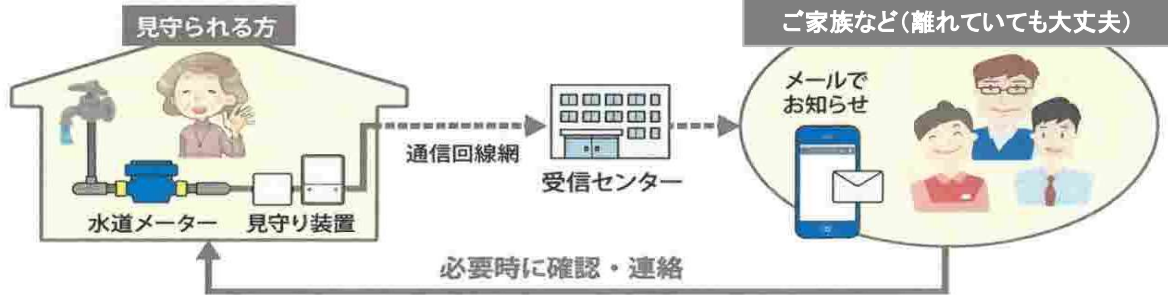 見守られる方
ご家族など(離れていても大丈夫)
メールで
お知らせ
通信回線網
受信センター
水道メーター
見守り装置
必要時に確認・連絡